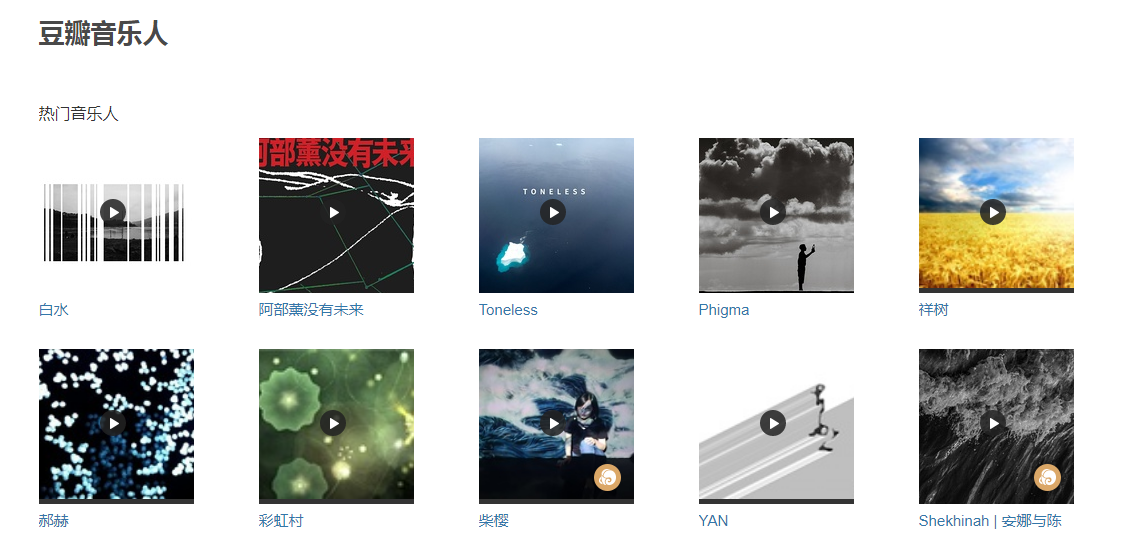 豆瓣音乐人
热门音乐人
阿部薰没有未来
TONELESS
白水
阿部薰没有未来
Toneless
Phigma
祥树
郝赫
彩虹村
柴樱
YAN
Shekhinah | 安娜与陈